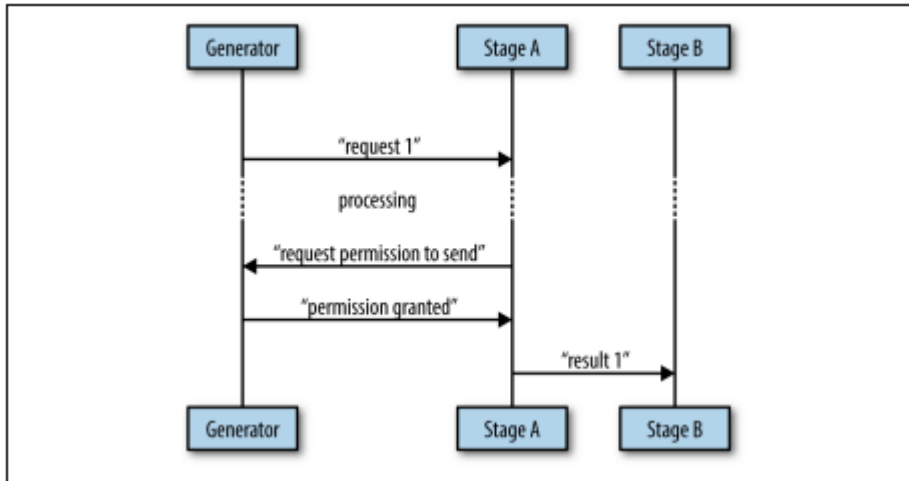 Generator
Stage A
Stage B
“request 1”
processing
“request permission to send”
“permission granted”
“result 1”
Generator
Stage A
Stage B